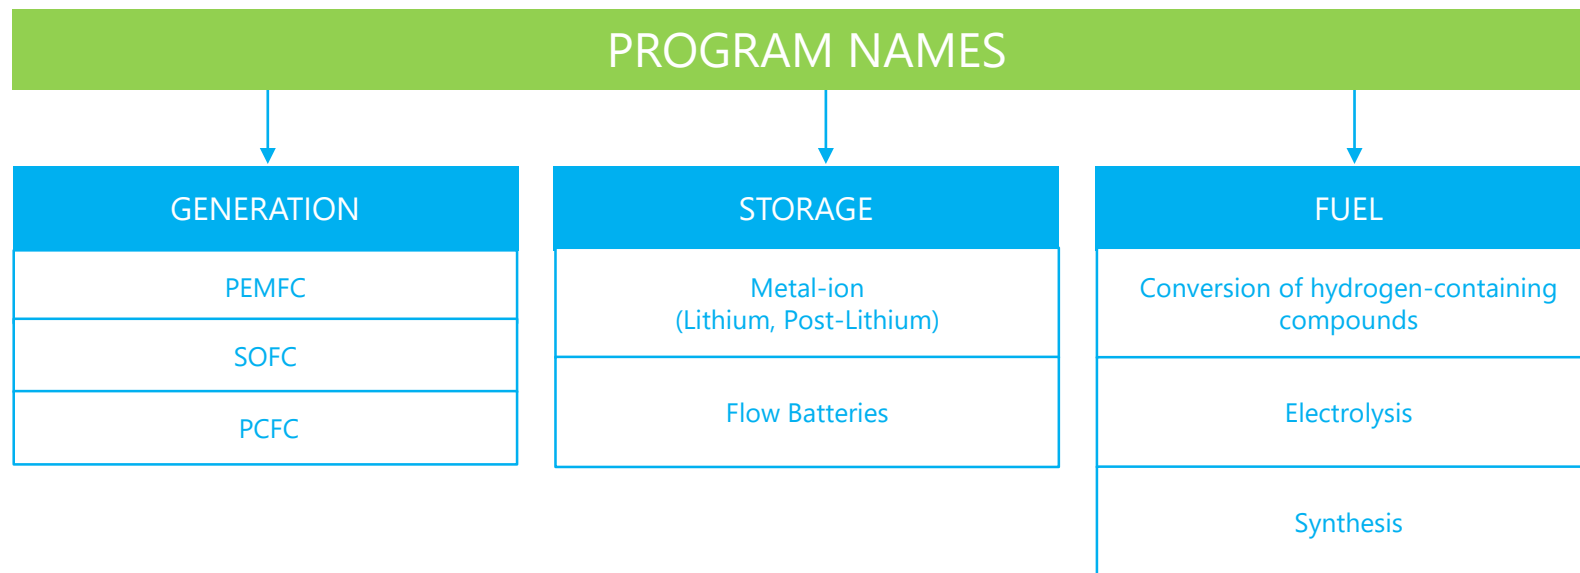 PROGRAM NAMES
GENERATION
PEMFC
SOFC
PCFC
STORAGE
Metal-ion
(Lithium, Post-Lithium)
Flow Batteries
FUEL
Conversion of hydrogen-containing
compounds
Electrolysis
Synthesis